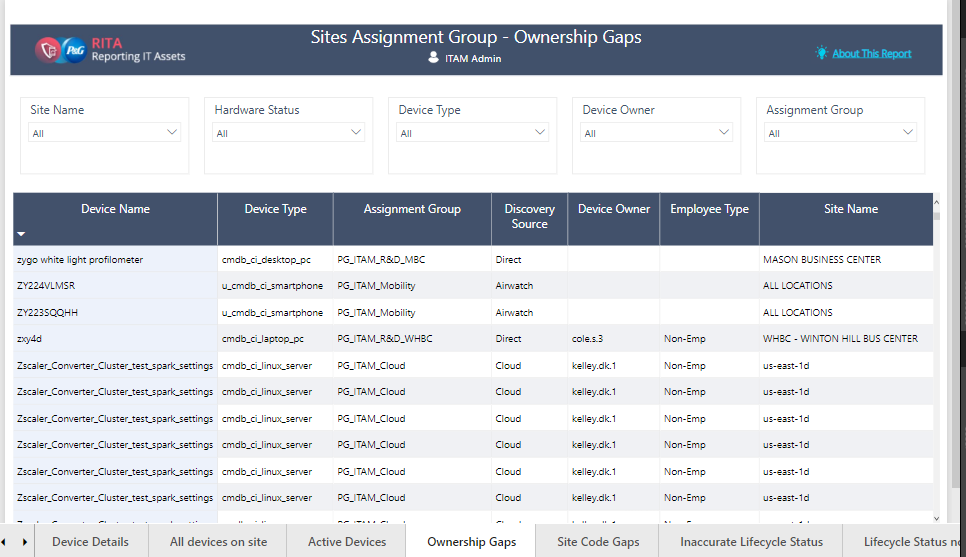 Sites Assignment Group - Ownership Gaps
P&G RITA
Reporting IT Assets
ITAM Admin
About This Report
Site Name Hardware Status Device Type Device Owner Assignment Group
All All All All All
Device Name Device Type Assignment Group Discovery Source Device Owner Employee Type Site Name
zygo white light profilometer cmdb_ci_desktop_pc PG_ITAM_R&D_MBC Direct MASON BUSINESS CENTER
ZY224VLMSR u_cmdb_ci_smartphone PG_ITAM_Mobility Airwatch ALL LOCATIONS
ZY223SQQHH u_cmdb_ci_smartphone PG_ITAM_Mobility Airwatch ALL LOCATIONS
zxy4d cmdb_ci_laptop_pc PG_ITAM_R&D_WHBC Direct cole.s.3 Non-Emp WHBC - WINTON HILL BUS CENTER
Zscaler_Converter_Cluster_test_spark_settings cmdb_ci_linux_server PG_ITAM_Cloud Cloud kelley.dk.1 Non-Emp us-east-1d
Zscaler_Converter_Cluster_test_spark_settings cmdb_ci_linux_server PG_ITAM_Cloud Cloud kelley.dk.1 Non-Emp us-east-1d
Zscaler_Converter_Cluster_test_spark_settings cmdb_ci_linux_server PG_ITAM_Cloud Cloud kelley.dk.1 Non-Emp us-east-1d
Zscaler_Converter_Cluster_test_spark_settings cmdb_ci_linux_server PG_ITAM_Cloud Cloud kelley.dk.1 Non-Emp us-east-1d
Zscaler_Converter_Cluster_test_spark_settings cmdb_ci_linux_server PG_ITAM_Cloud Cloud kelley.dk.1 Non-Emp us-east-1d
Zscaler_Converter_Cluster_test_spark_settings cmdb_ci_linux_server PG_ITAM_Cloud Cloud kelley.dk.1 Non-Emp us-east-1d
Device Details All devices on site Active Devices Ownership Gaps Site Code Gaps Inaccurate Lifecycle Status Lifecycle Status